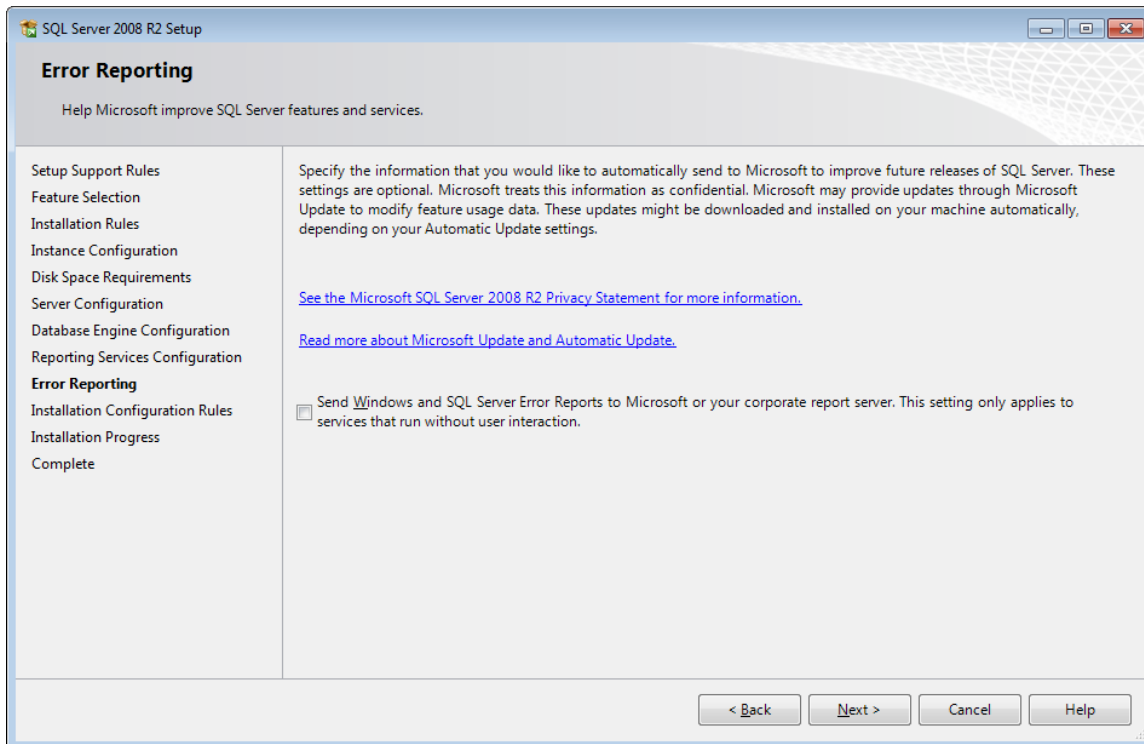 SQL Server 2008 R2 Setup
Error Reporting
Help Microsoft improve SQL Server features and services.
Setup Support Rules
Feature Selection
Installation Rules
Instance Configuration
Disk Space Requirements
Server Configuration
Database Engine Configuration
Reporting Services Configuration
Error Reporting
Installation Configuration Rules
Installation Progress
Complete
Specify the information that you would like to automatically send to Microsoft to improve future releases of SQL Server. These
settings are optional. Microsoft treats this information as confidential. Microsoft may provide updates through Microsoft
Update to modify feature usage data. These updates might be downloaded and installed on your machine automatically,
depending on your Automatic Update settings.
See the Microsoft SQL Server 2008 R2 Privacy Statement for more information.
Read more about Microsoft Update and Automatic Update.
Send Windows and SQL Server Error Reports to Microsoft or your corporate report server. This setting only applies to
services that run without user interaction.
< Back
Next >
Cancel
Help